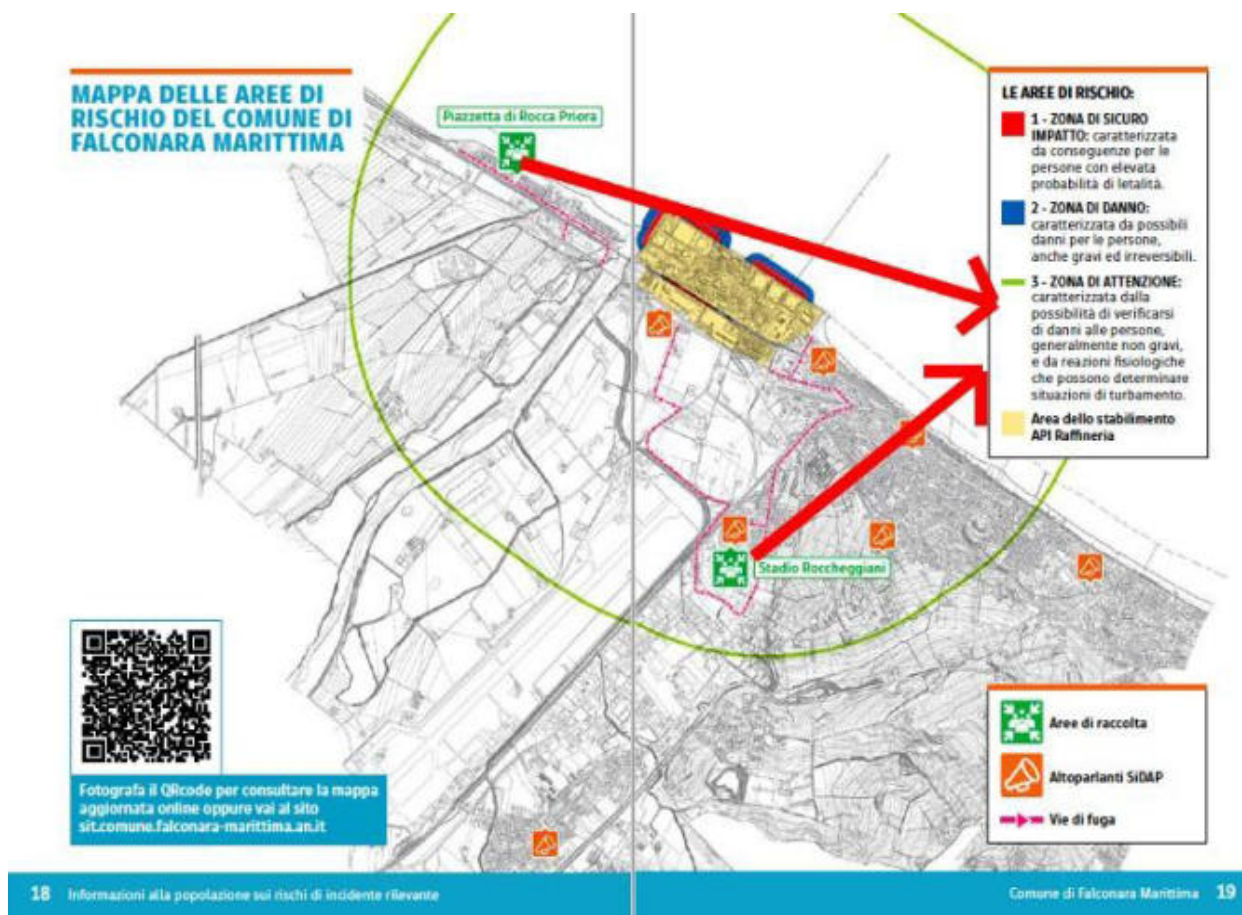 MAPPA DELLE AREE DI
RISCHIO DEL COMUNE DI
FALCONARA MARITTIMA
Piazzetta di Rocca Priora
Stadio Roccheggiani
LE AREE DI RISCHIO:
1 - ZONA DI SICURO
IMPATTO: caratterizzata
da conseguenze per le
persone con elevata
probabilità di letalità.
2 - ZONA DI DANNO:
caratterizzata da possibili
danni per le persone,
anche gravi ed irreversibili.
3 - ZONA DI ATTENZIONE:
caratterizzata dalla
possibilità di verificarsi
di danni alle persone,
generalmente non gravi,
e da reazioni fisiologiche
che possono determinare
situazioni di turbamento.
Area dello stabilimento
API Raffineria
Aree di raccolta
Altoparlanti SiDAP
Vie di fuga
Fotografa il QRcode per consultare la mappa
aggiornata online oppure vai al sito
sit.comune.falconara-marittima.an.it
18 Informazioni alla popolazione sui rischi di incidente rilevante
Comune di Falconara Marittima 19